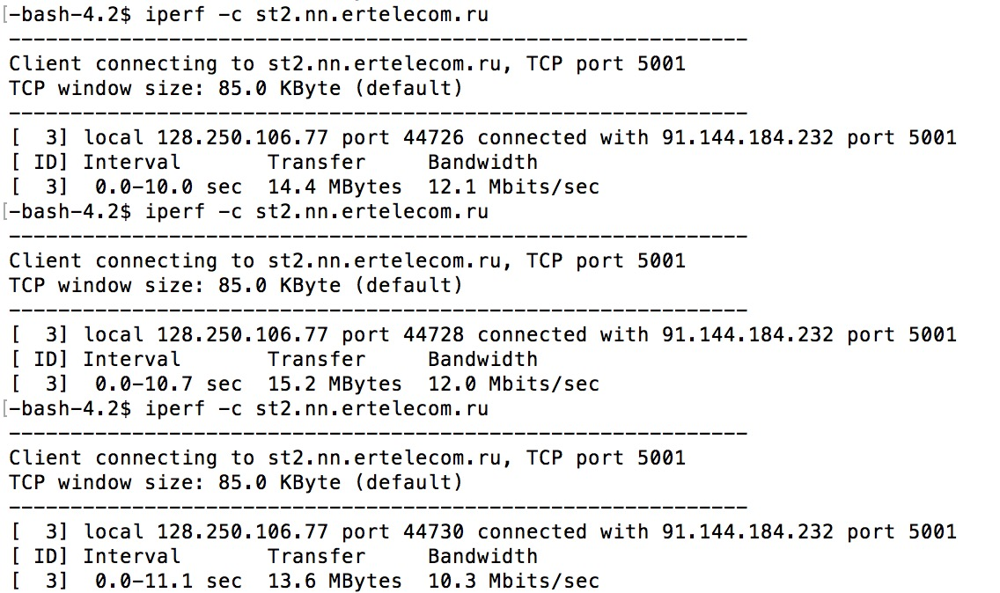 [-bash-4.2$ iperf -c st2.nn.ertelecom.ru
------------------------------------------------------------
Client connecting to st2.nn.ertelecom.ru, TCP port 5001
TCP window size: 85.0 KByte (default)
------------------------------------------------------------
[  3] local 128.250.106.77 port 44726 connected with 91.144.184.232 port 5001
[ ID] Interval       Transfer     Bandwidth
[  3]  0.0-10.0 sec  14.4 MBytes  12.1 Mbits/sec
[-bash-4.2$ iperf -c st2.nn.ertelecom.ru
------------------------------------------------------------
Client connecting to st2.nn.ertelecom.ru, TCP port 5001
TCP window size: 85.0 KByte (default)
------------------------------------------------------------
[  3] local 128.250.106.77 port 44728 connected with 91.144.184.232 port 5001
[ ID] Interval       Transfer     Bandwidth
[  3]  0.0-10.7 sec  15.2 MBytes  12.0 Mbits/sec
[-bash-4.2$ iperf -c st2.nn.ertelecom.ru
------------------------------------------------------------
Client connecting to st2.nn.ertelecom.ru, TCP port 5001
TCP window size: 85.0 KByte (default)
------------------------------------------------------------
[  3] local 128.250.106.77 port 44730 connected with 91.144.184.232 port 5001
[ ID] Interval       Transfer     Bandwidth
[  3]  0.0-11.1 sec  13.6 MBytes  10.3 Mbits/sec